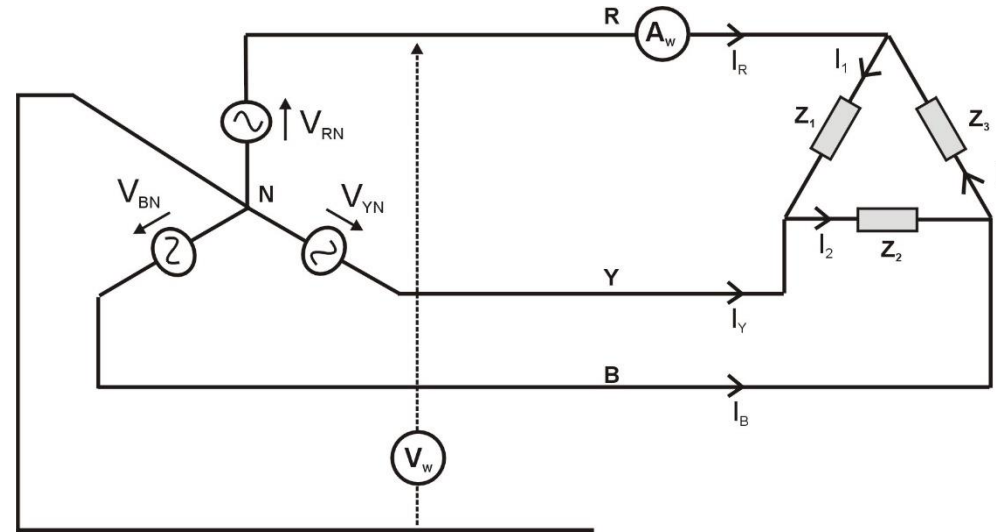 R
A_w
I_R
I_1
Z_1
Z_3
V_RN
V_BN
N
V_YN
I_2
Z_2
Y
I_Y
B
I_B
V_w